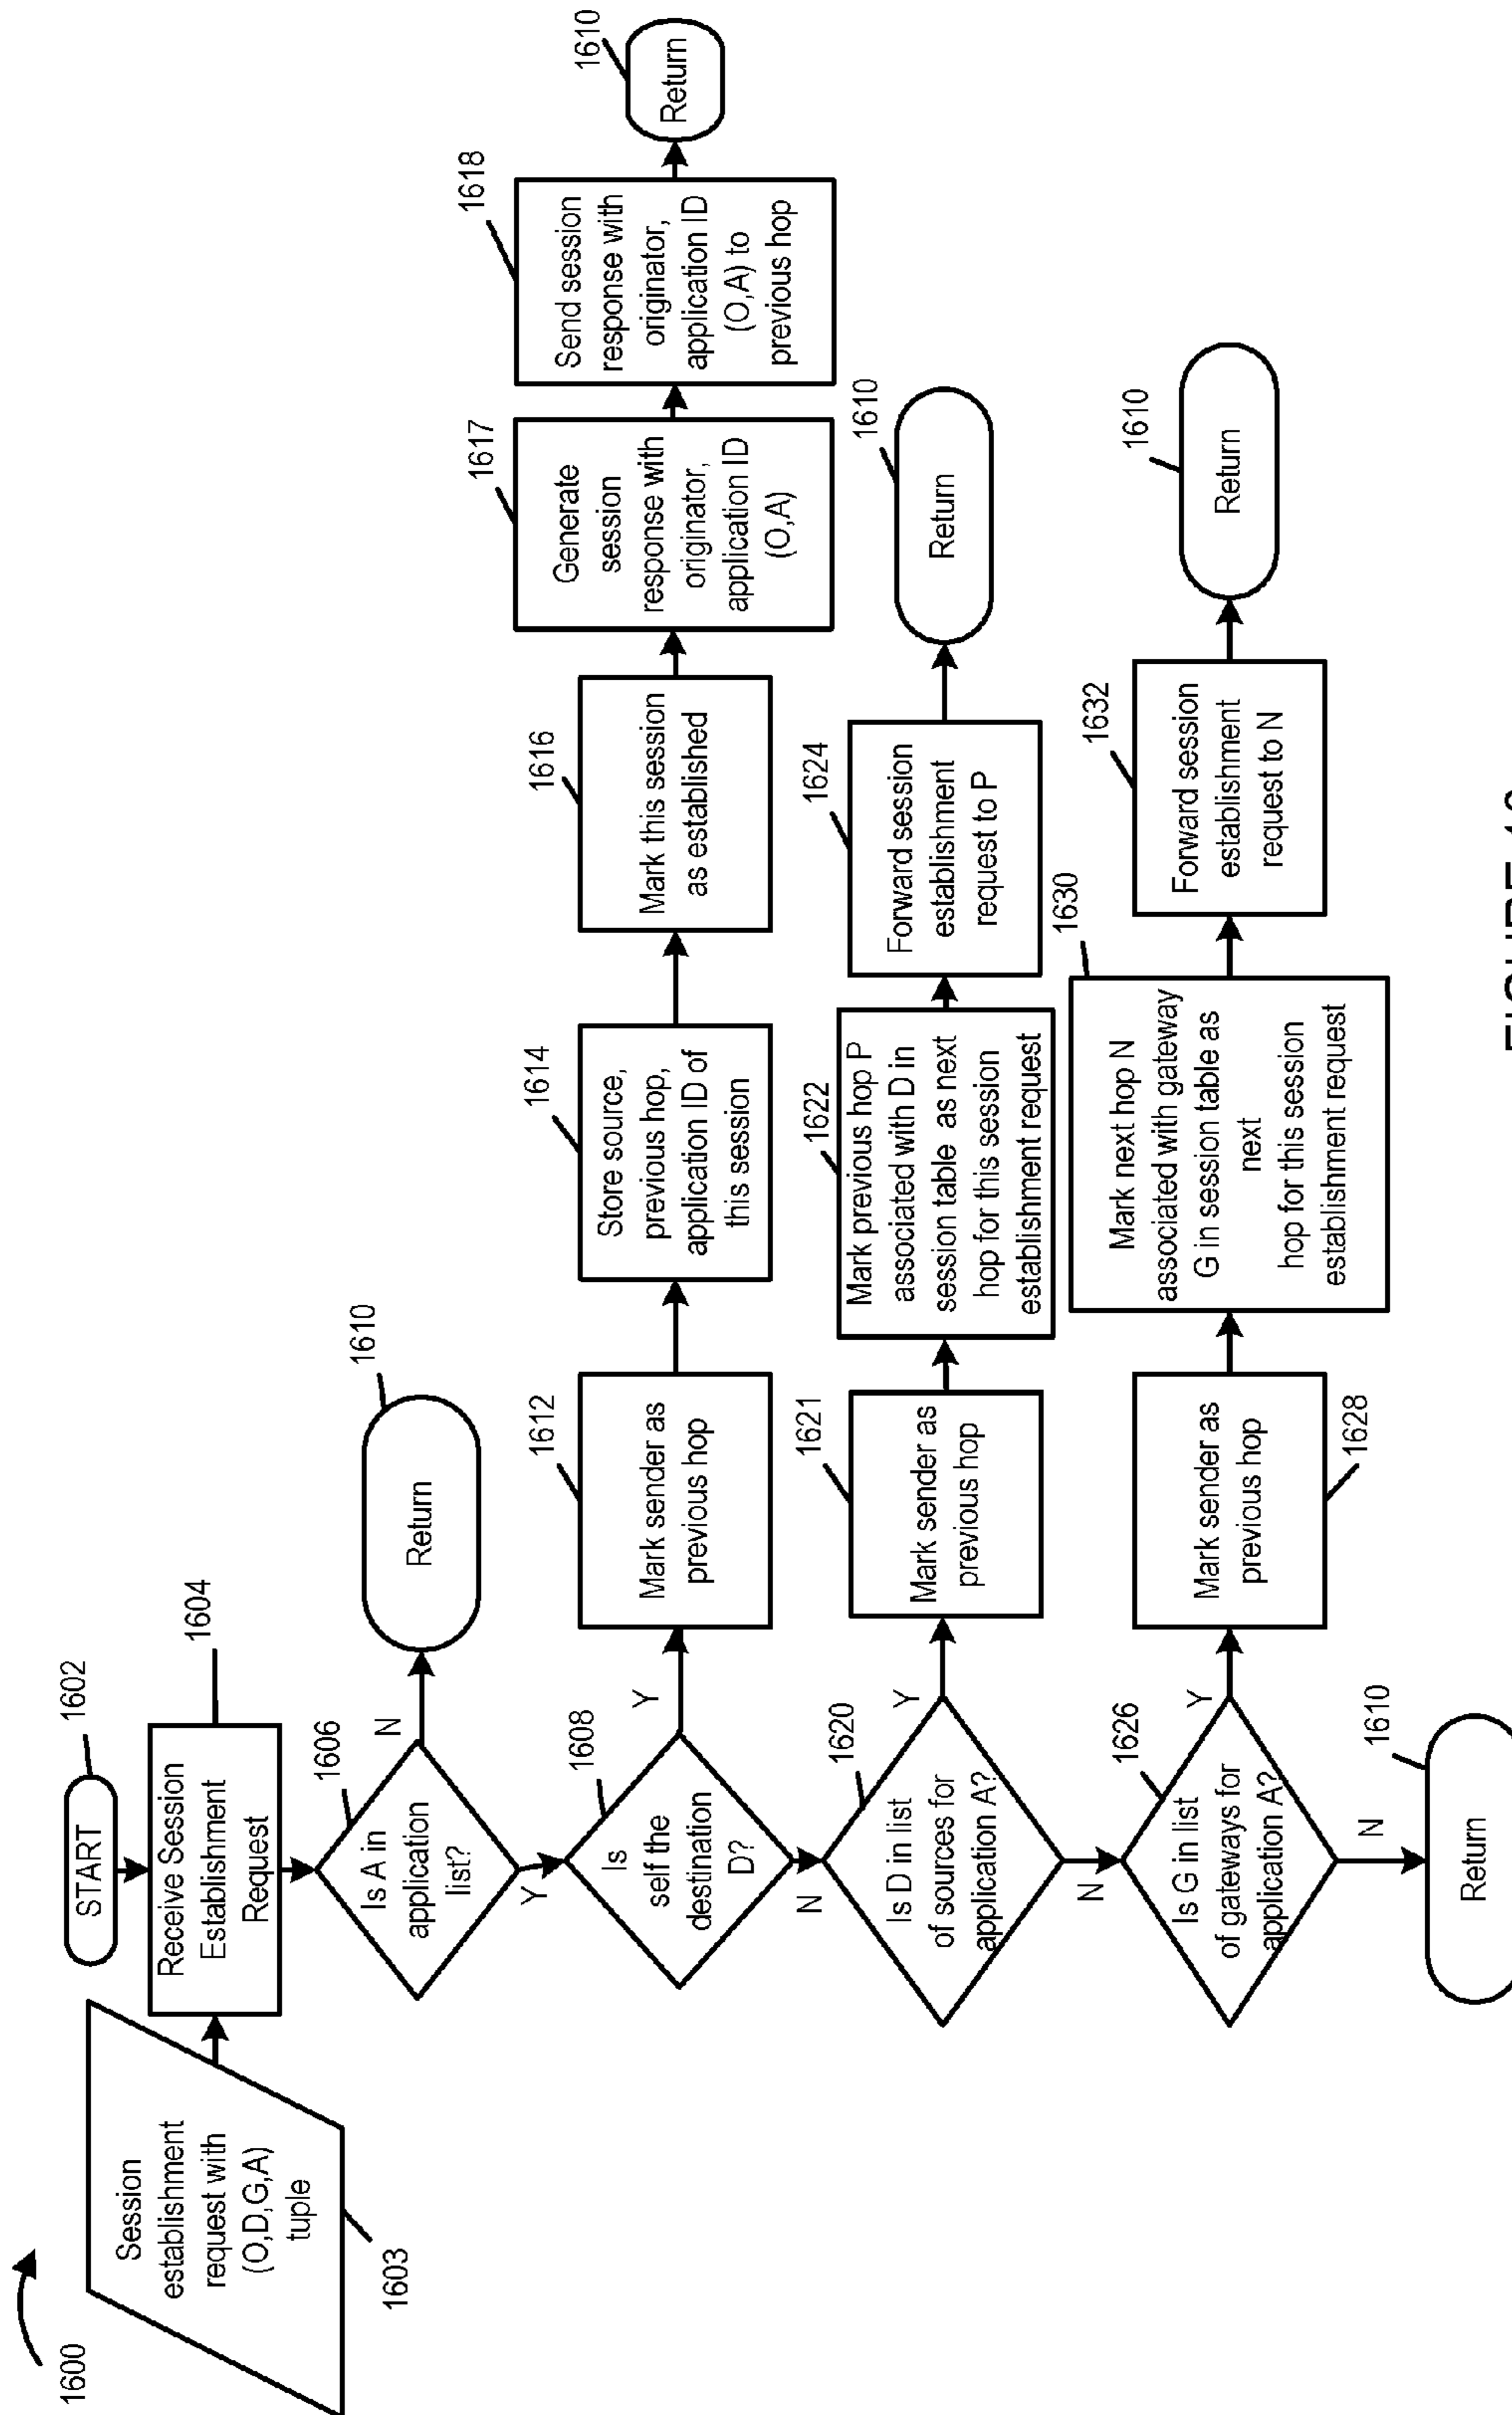 1600
Session
establishment
request with
(O,D,G,A)
tuple
1603
START
1602
Receive Session
Establishment
Request
1604
Is A in
application
list?
1606
N
Return
1610
Y
Is
self the
destination
D?
1608
Y
Mark sender as
previous hop
1612
Store source,
previous hop,
application ID of
this session
1614
Mark this session
as established
1616
Generate
session
response with
originator,
application ID
(O,A)
1617
Send session
response with
originator,
application ID
(O,A) to
previous hop
1618
Return
1610
N
Is D in list
of sources for
application A?
1620
Y
Mark sender as
previous hop
1621
Mark previous hop P
associated with D in
session table as next
hop for this session
establishment request
1622
Forward session
establishment
request to P
1624
Return
1610
N
Is G in list
of gateways for
application A?
1626
Y
Mark sender as
previous hop
1628
Mark next hop N
associated with gateway
G in session table as
next
hop for this session
establishment request
1630
Forward session
establishment
request to N
1632
Return
1610
N
Return
1610